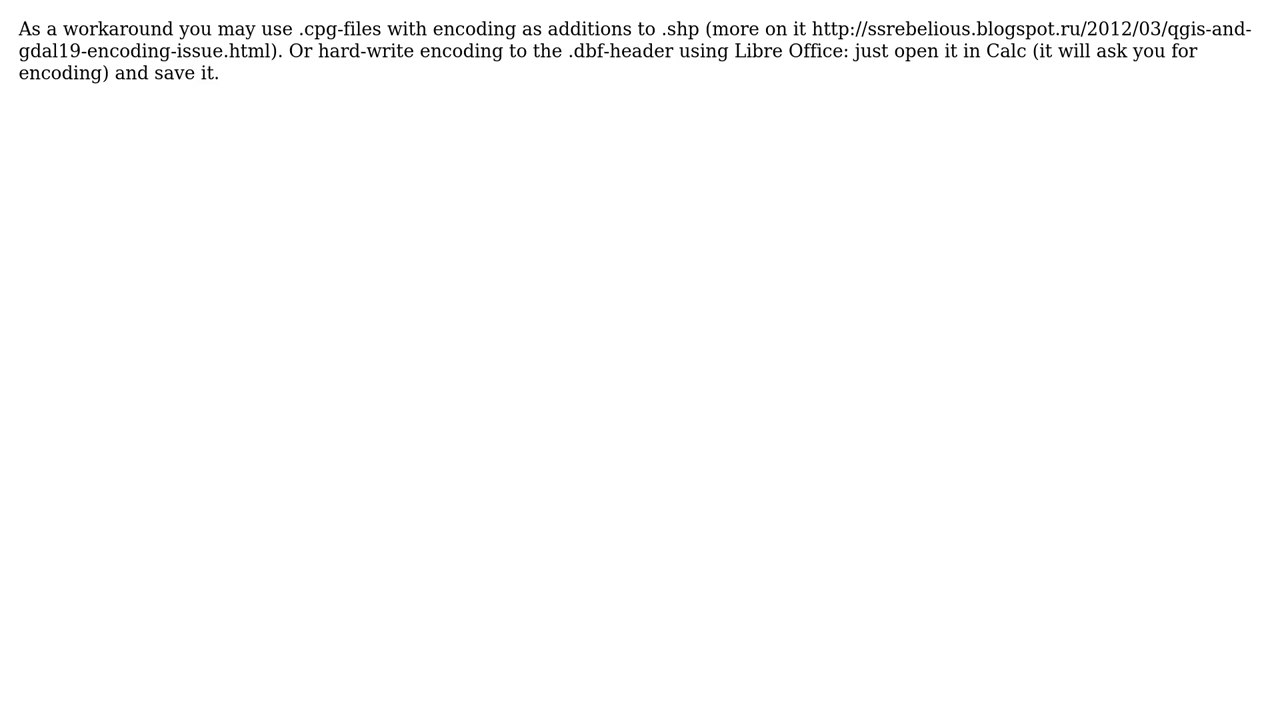 As a workaround you may use .cpg-files with encoding as additions to .shp (more on it http://ssrebelious.blogspot.ru/2012/03/qgis-and-
gdal19-encoding-issue.html). Or hard-write encoding to the .dbf-header using Libre Office: just open it in Calc (it will ask you for
encoding) and save it.